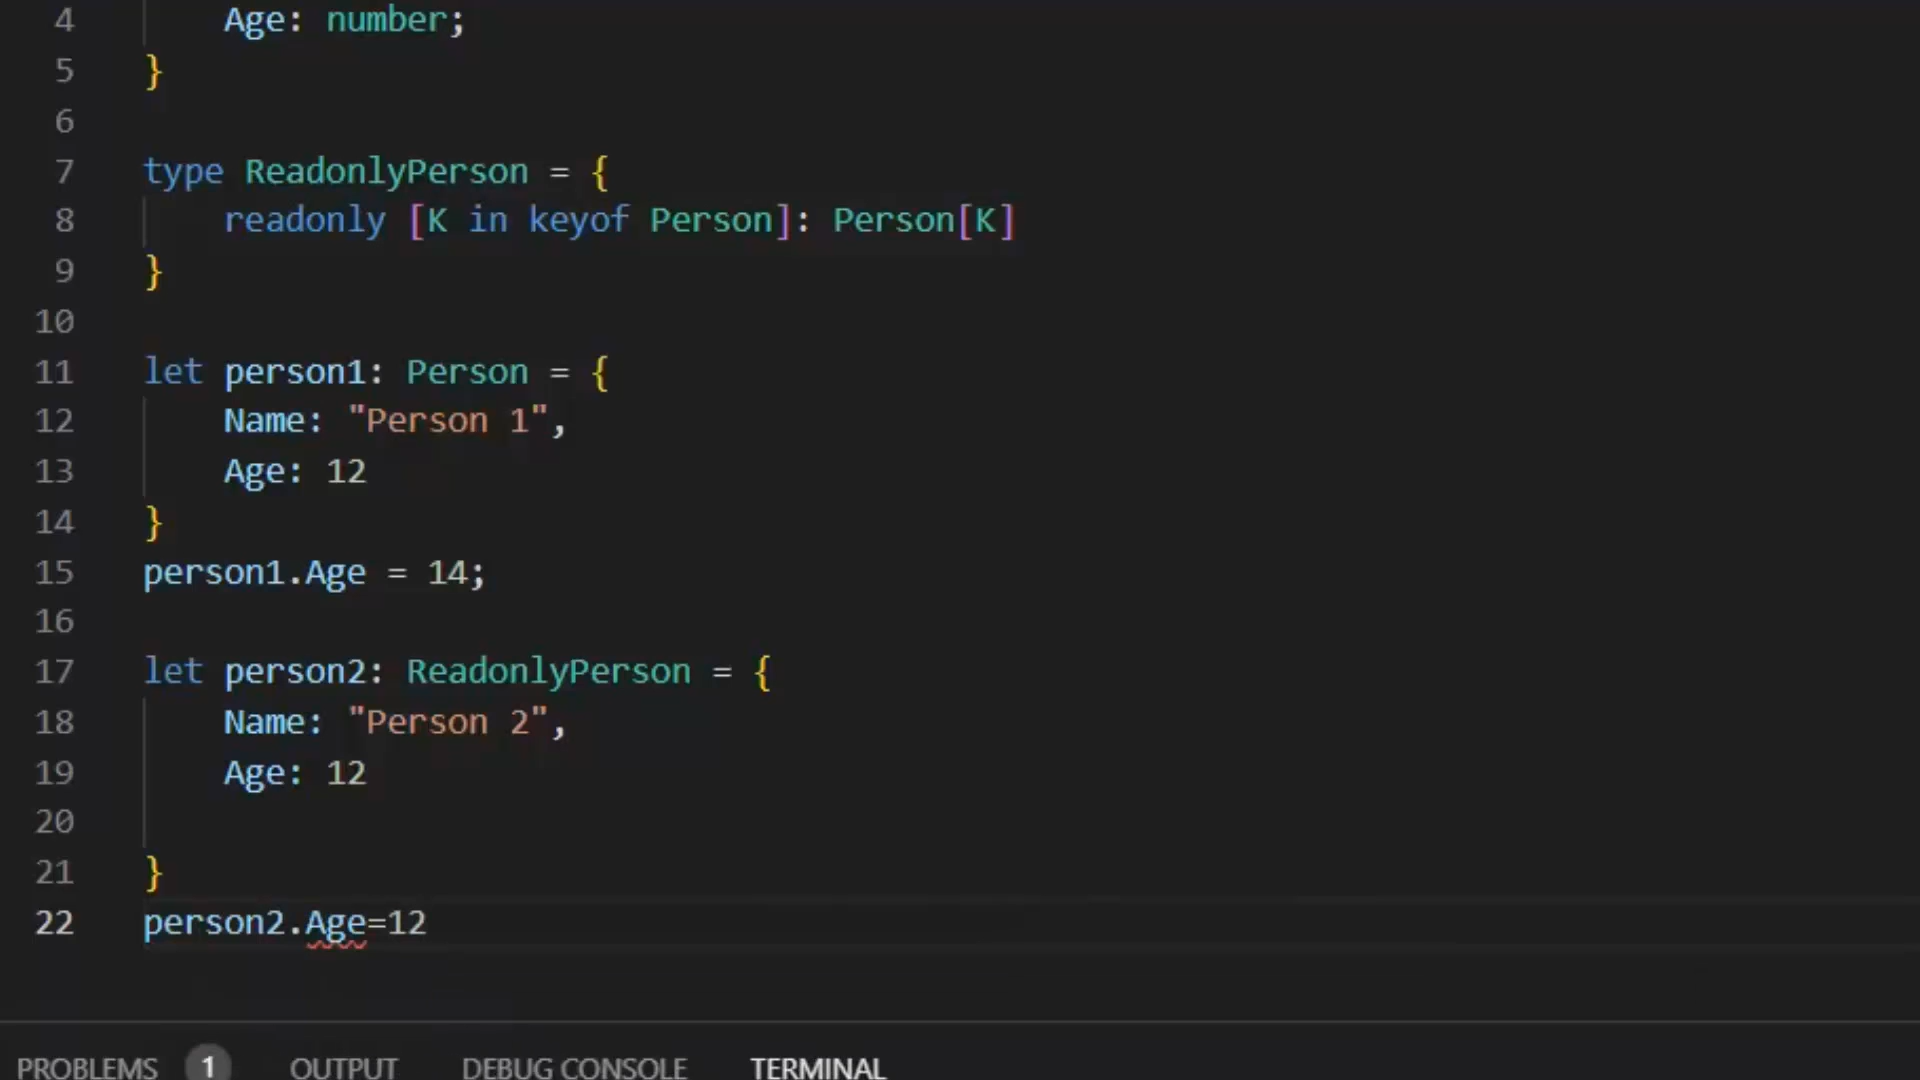 4 Age: number;
5 }
6
7 type ReadonlyPerson = {
8 readonly [K in keyof Person]: Person[K]
9 }
10
11 let person1: Person = {
12 Name: "Person 1",
13 Age: 12
14 }
15 person1.Age = 14;
16
17 let person2: ReadonlyPerson = {
18 Name: "Person 2",
19 Age: 12
20
21 }
22 person2.Age=12
PROBLEMS 1 OUTPUT DEBUG CONSOLE TERMINAL